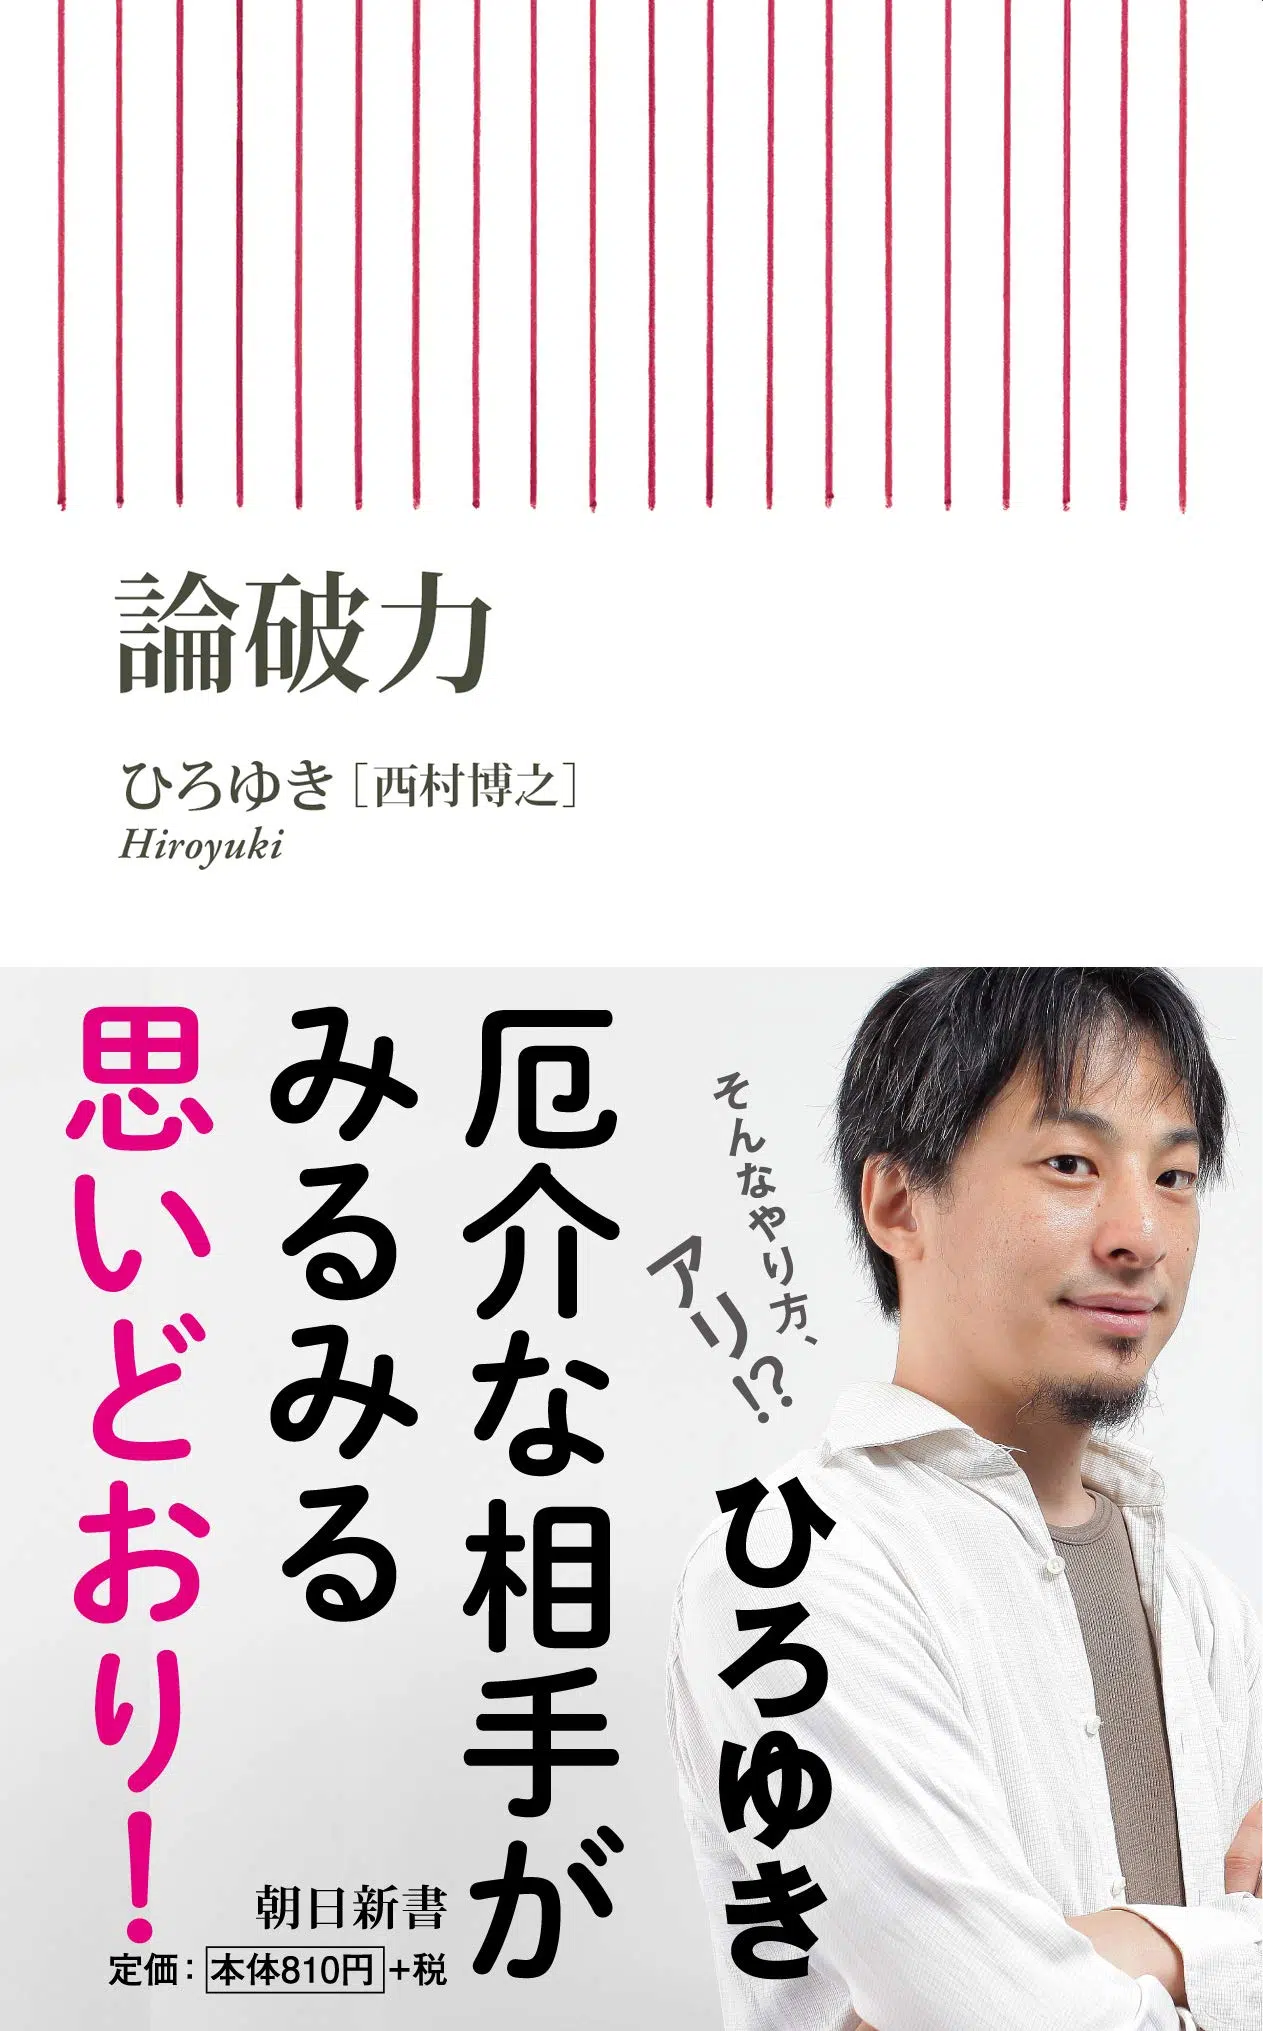 論破力
ひろゆき［西村博之］
Hiroyuki
そんなやり方、
アリ!?
ひろゆき
厄介な相手が
みるみる
思いどおり！
朝日新書
定価：本体810円+税